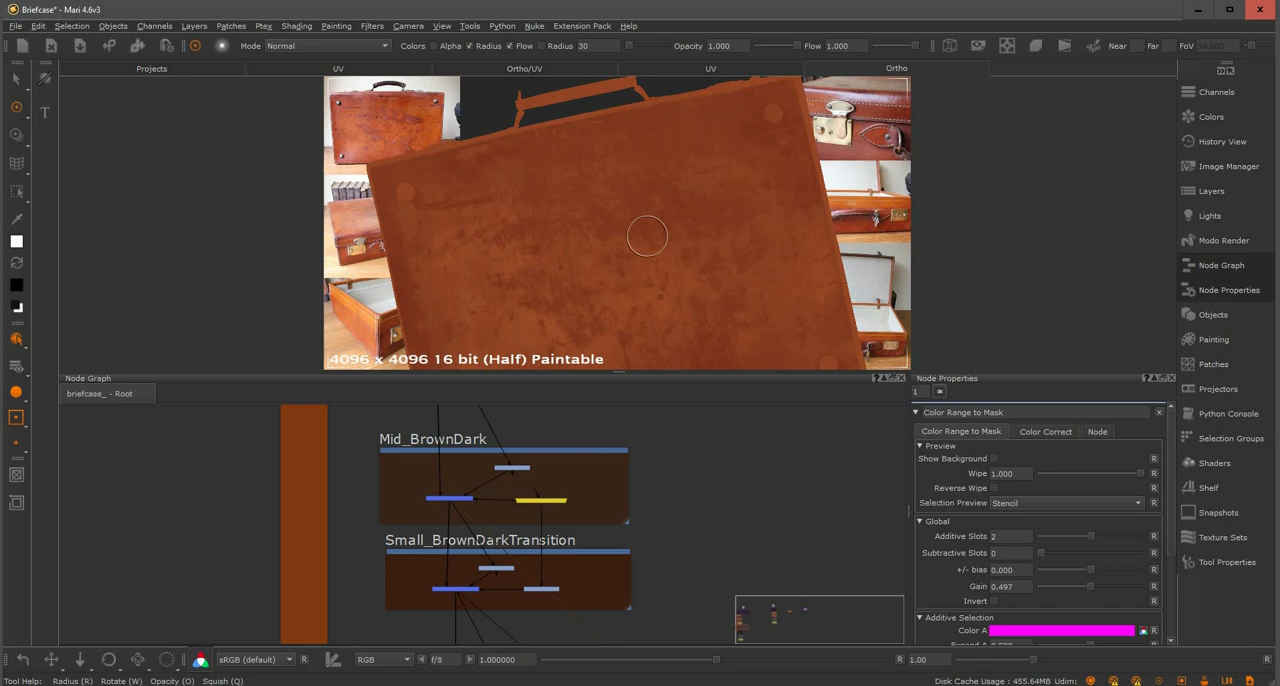 Briefcase* - Mari 4.6v3
File Edit Selection Objects Channels Layers Patches Ptex Shading Painting Filters Camera View Tools Python Nuke Extension Pack Help
Mode Normal Colors Alpha Radius Flow Radius 30 Opacity 1.000 Flow 1.000 Near Far FoV 34.000
Projects UV Ortho/UV UV Ortho
4096 x 4096 16 bit (Half) Paintable
Channels
Colors
History View
Image Manager
Layers
Lights
Modo Render
Node Graph
Node Properties
Objects
Painting
Patches
Projectors
Python Console
Selection Groups
Shaders
Shelf
Snapshots
Texture Sets
Tool Properties
Node Graph
briefcase_ - Root
Mid_BrownDark
Small_BrownDarkTransition
Node Properties
1
Color Range to Mask
Color Range to Mask Color Correct Node
Preview
Show Background R
Wipe 1.000 R
Reverse Wipe R
Selection Preview Stencil R
Global
Additive Slots 2 R
Subtractive Slots 0 R
+/- bias 0.000 R
Gain 0.497 R
Invert R
Additive Selection
Color A R
sRGB (default) R RGB f/8 1.000000 R 1.00 R
Tool Help: Radius (R) Rotate (W) Opacity (O) Squish (Q) Disk Cache Usage : 455.64MB Udim: